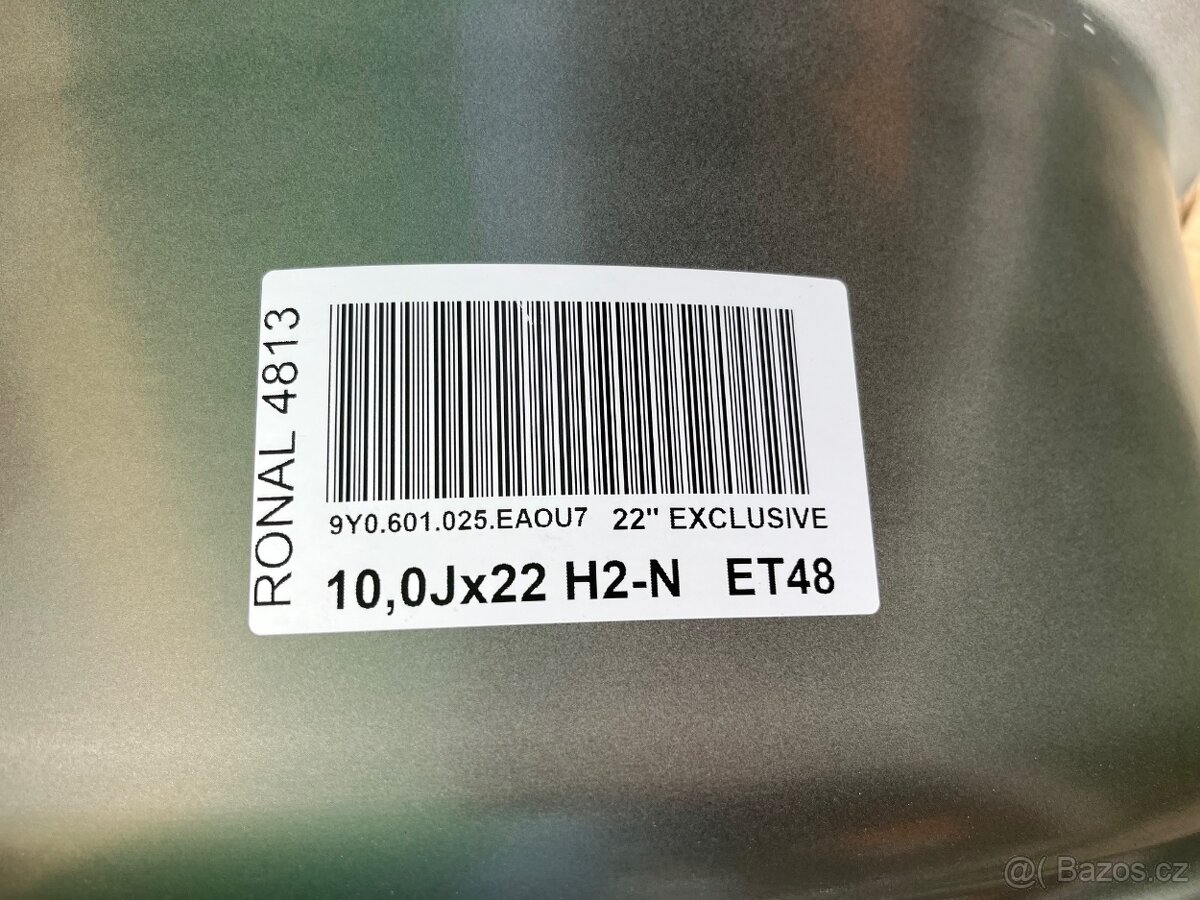 RONAL 4813
9Y0.601.025.EAOU7 22" EXCLUSIVE
10,0Jx22 H2-N ET48
@( Bazos.cz